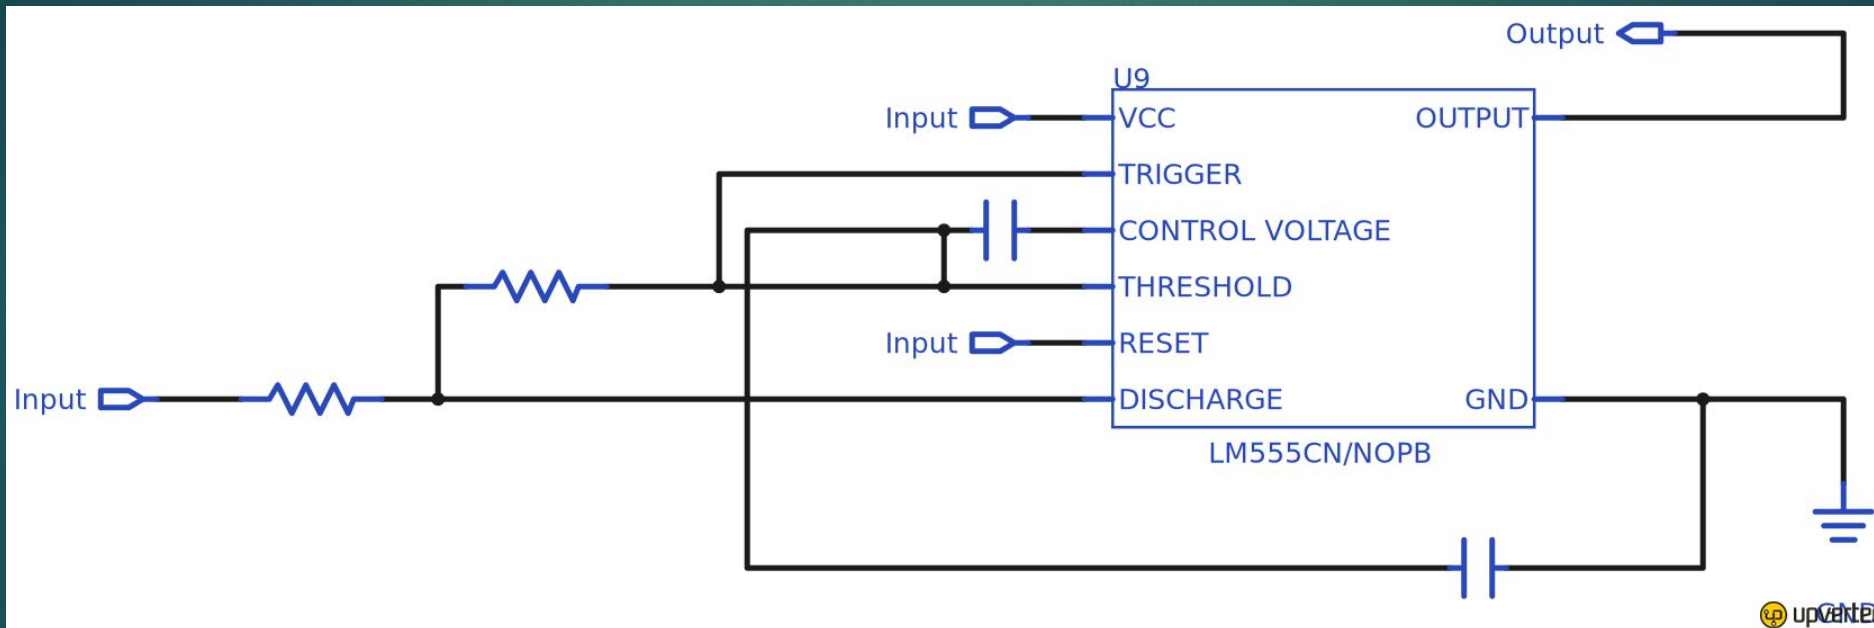 Output
U9
Input
VCC
OUTPUT
TRIGGER
CONTROL VOLTAGE
THRESHOLD
Input
RESET
Input
DISCHARGE
GND
LM555CN/NOPB